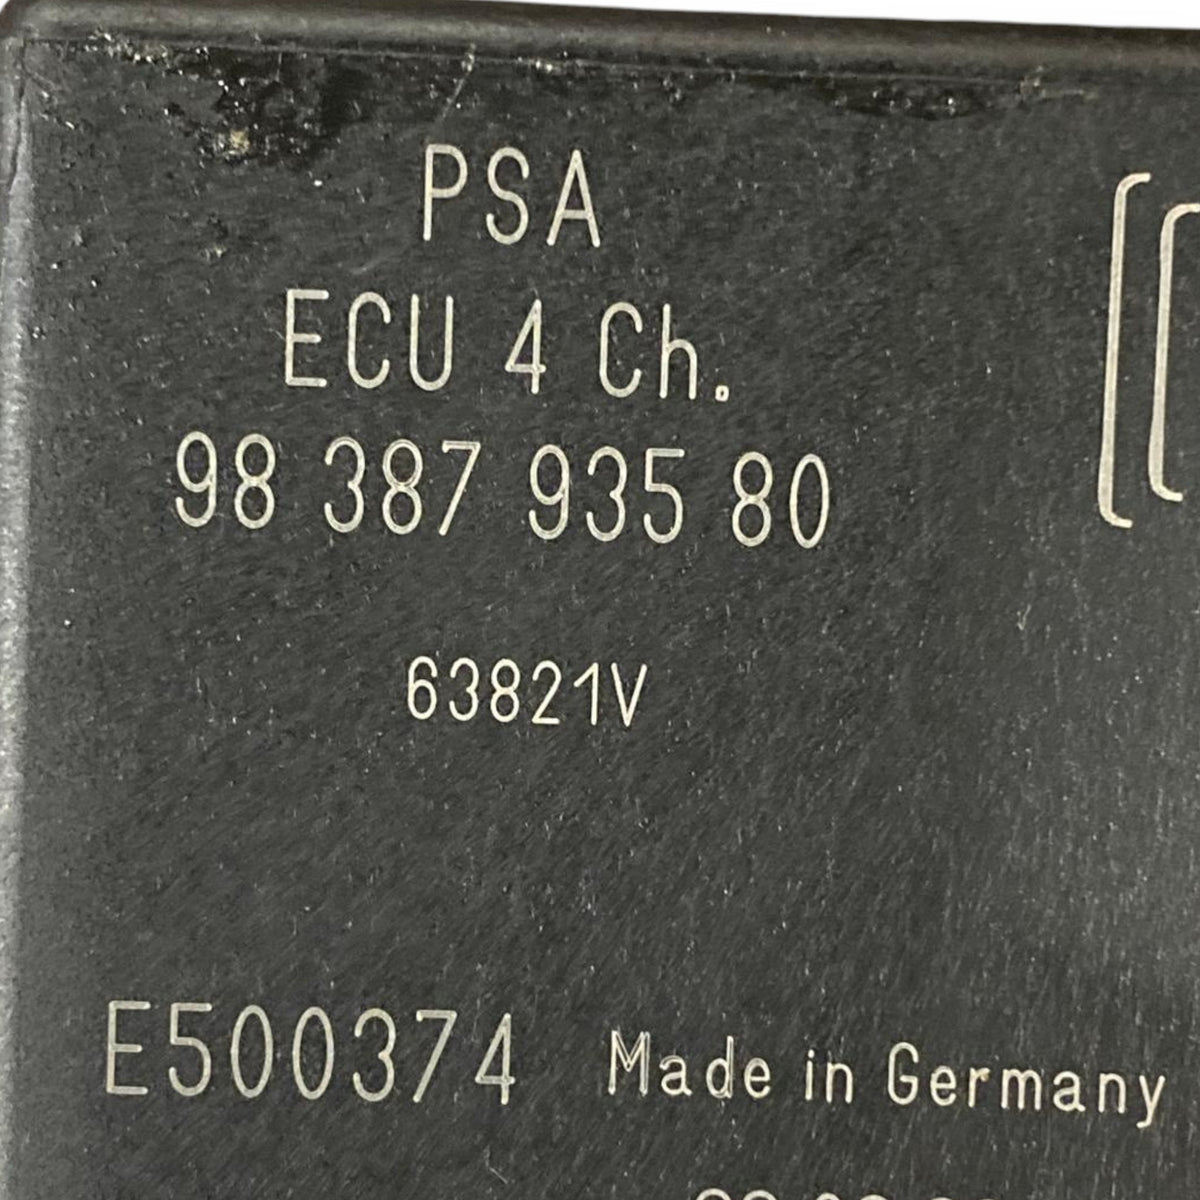 PSA
ECU 4 Ch.
98 387 935 80
63821V
E500374 Made in Germany